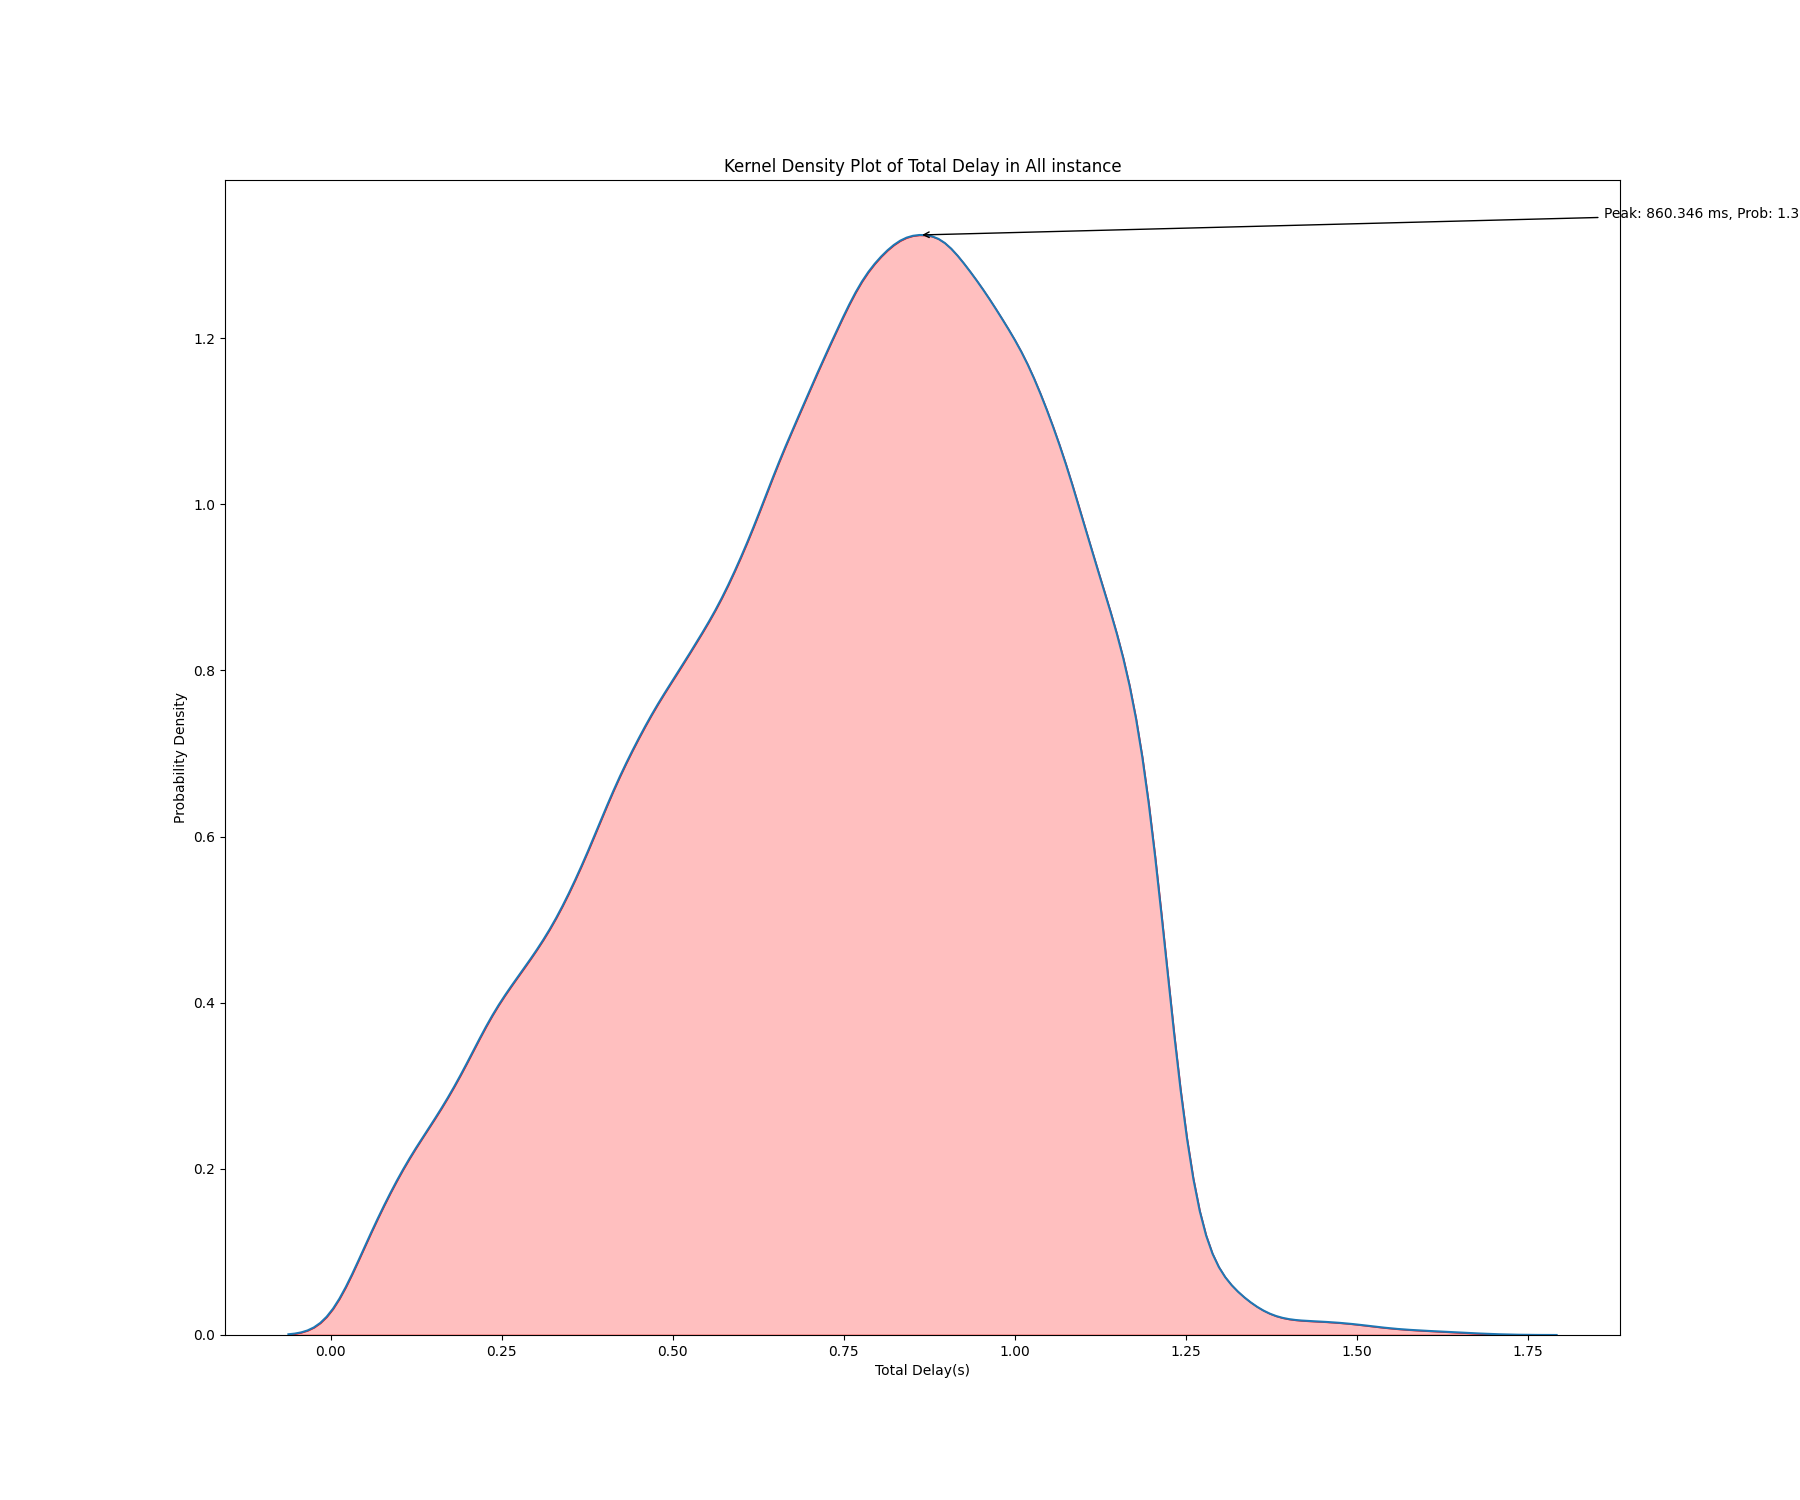 Kernel Density Plot of Total Delay in All instance
Peak: 860.346 ms, Prob: 1.3
1.2
1.0
0.8
0.6
0.4
0.2
0.0
Probability Density
0.00 0.25 0.50 0.75 1.00 1.25 1.50 1.75
Total Delay(s)